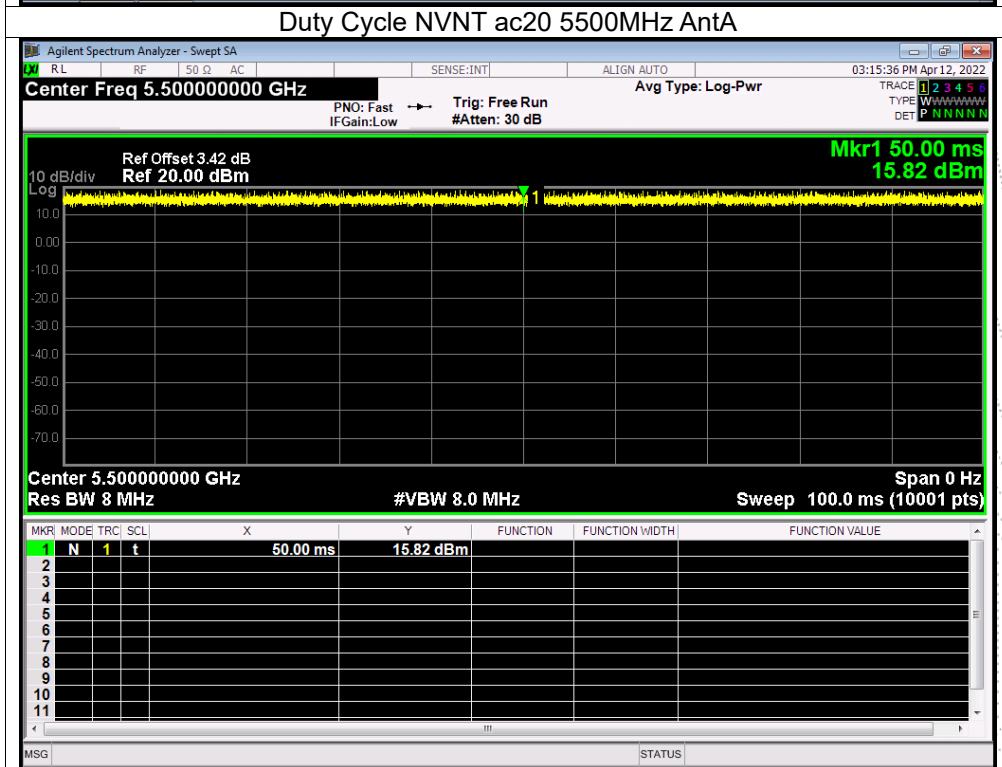 Duty Cycle NVNT ac20 5500MHz AntA
Agilent Spectrum Analyzer - Swept SA
LXI RL RF 50 Ω AC SENSE:INT ALIGN AUTO 03:15:36 PM Apr 12, 2022
Center Freq 5.500000000 GHz Avg Type: Log-Pwr TRACE 1 2 3 4 5 6
PNO: Fast Trig: Free Run TYPE WWWWWWW
IFGain:Low #Atten: 30 dB DET P N N N N N
Mkr1 50.00 ms
Ref Offset 3.42 dB
10 dB/div Ref 20.00 dBm 15.82 dBm
Log
1
10.0
0.00
-10.0
-20.0
-30.0
-40.0
-50.0
-60.0
-70.0
Center 5.500000000 GHz Span 0 Hz
Res BW 8 MHz #VBW 8.0 MHz Sweep 100.0 ms (10001 pts)
MKR MODE TRC SCL X Y FUNCTION FUNCTION WIDTH FUNCTION VALUE
1 N 1 t 50.00 ms 15.82 dBm
2
3
4
5
6
7
8
9
10
11
MSG STATUS